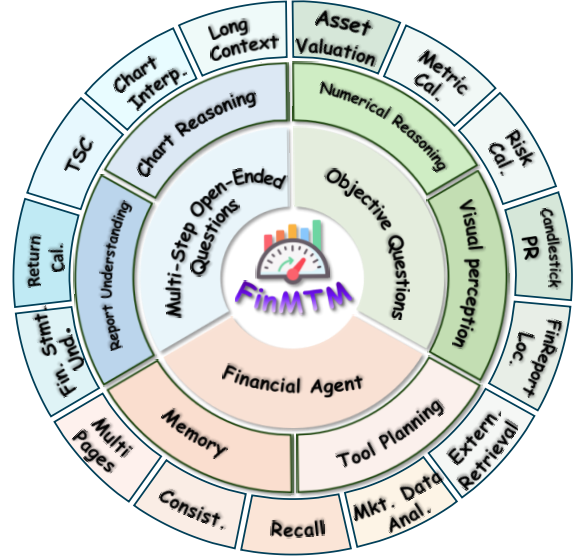 Long
Context
Asset
Valuation
Chart
Interp.
Metric
Cal.
TSC
Risk
Cal.
Return
Cal.
Candlestick
PR
Fin. Stmt.
Und.
FinReport
Loc.
Multi
Pages
Extern.
Retrieval
Consist.
Recall
Mkt. Data
Anal.
Chart Reasoning
Numerical Reasoning
Report Understanding
Visual perception
Memory
Tool Planning
Multi-Step Open-Ended
Questions
Objective Questions
Financial Agent
FinMTM